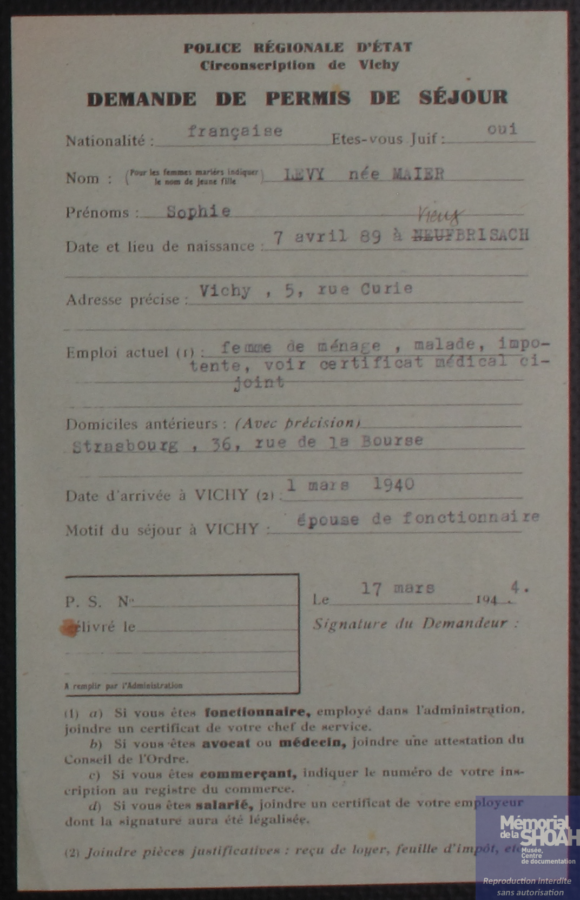 POLICE RÉGIONALE D'ÉTAT
Circonscription de Vichy
DEMANDE DE PERMIS DE SÉJOUR
Nationalité : française Etes-vous Juif : oui
Nom : (Pour les femmes mariées indiquer le nom de jeune fille) LEVY née MAIER
Prénoms : Sophie
Vieux
Date et lieu de naissance : 7 avril 89 à NEUFBRISACH
Adresse précise : Vichy , 5, rue Curie
Emploi actuel (1) : femme de ménage , malade, impo-
tente, voir certificat médical ci-
joint
Domiciles antérieurs : (Avec précision)
Strasbourg , 36, rue de la Bourse
Date d'arrivée à VICHY (2) : 1 mars 1940
Motif du séjour à VICHY : épouse de fonctionnaire
P. S. N°
délivré le
A remplir par l'Administration
Le 17 mars 194 4.
Signature du Demandeur :
(1) a) Si vous êtes fonctionnaire, employé dans l'administration,
joindre un certificat de votre chef de service.
b) Si vous êtes avocat ou médecin, joindre une attestation du
Conseil de l'Ordre.
c) Si vous êtes commerçant, indiquer le numéro de votre ins-
cription au registre du commerce.
d) Si vous êtes salarié, joindre un certificat de votre employeur
dont la signature aura été légalisée.
(2) Joindre pièces justificatives : reçu de loyer, feuille d'impôt, etc.
Mémorial
de la SHOAH
Musée,
Centre
de documentation
Reproduction interdite
sans autorisation